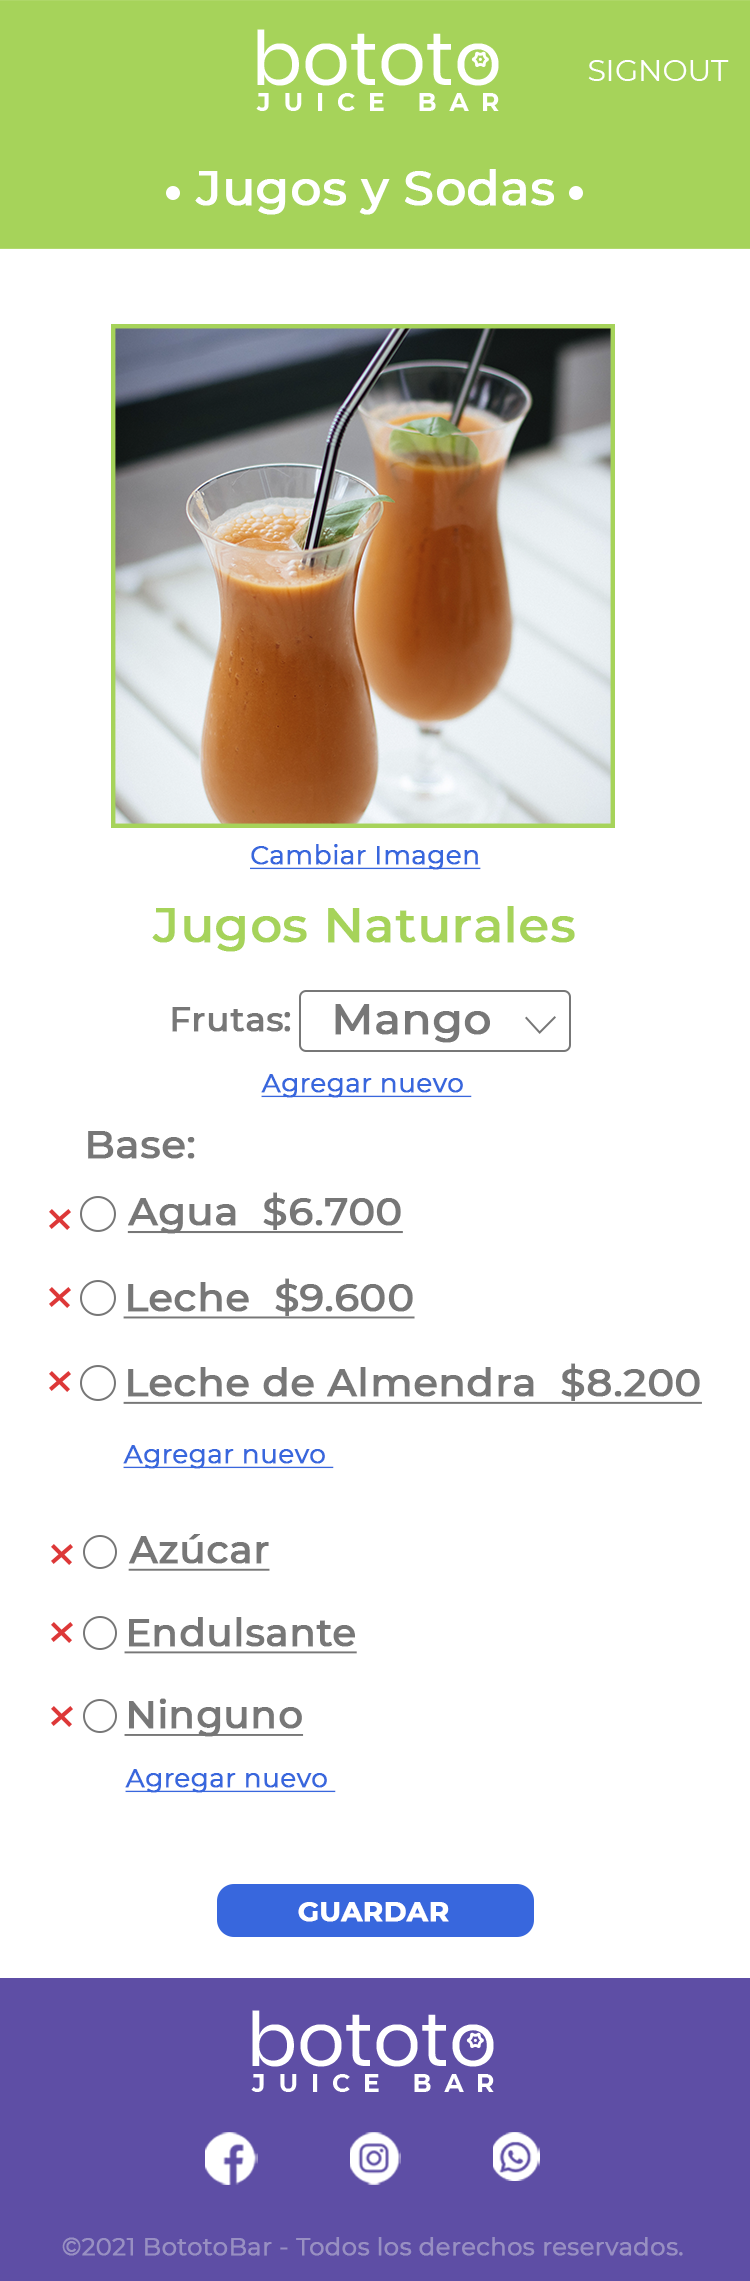 bototo
JUICE BAR
SIGNOUT
• Jugos y Sodas •
Cambiar Imagen
Jugos Naturales
Frutas: Mango
Agregar nuevo
Base:
Agua $6.700
Leche $9.600
Leche de Almendra $8.200
Agregar nuevo
Azúcar
Endulsante
Ninguno
Agregar nuevo
GUARDAR
bototo
JUICE BAR
©2021 BototoBar - Todos los derechos reservados.